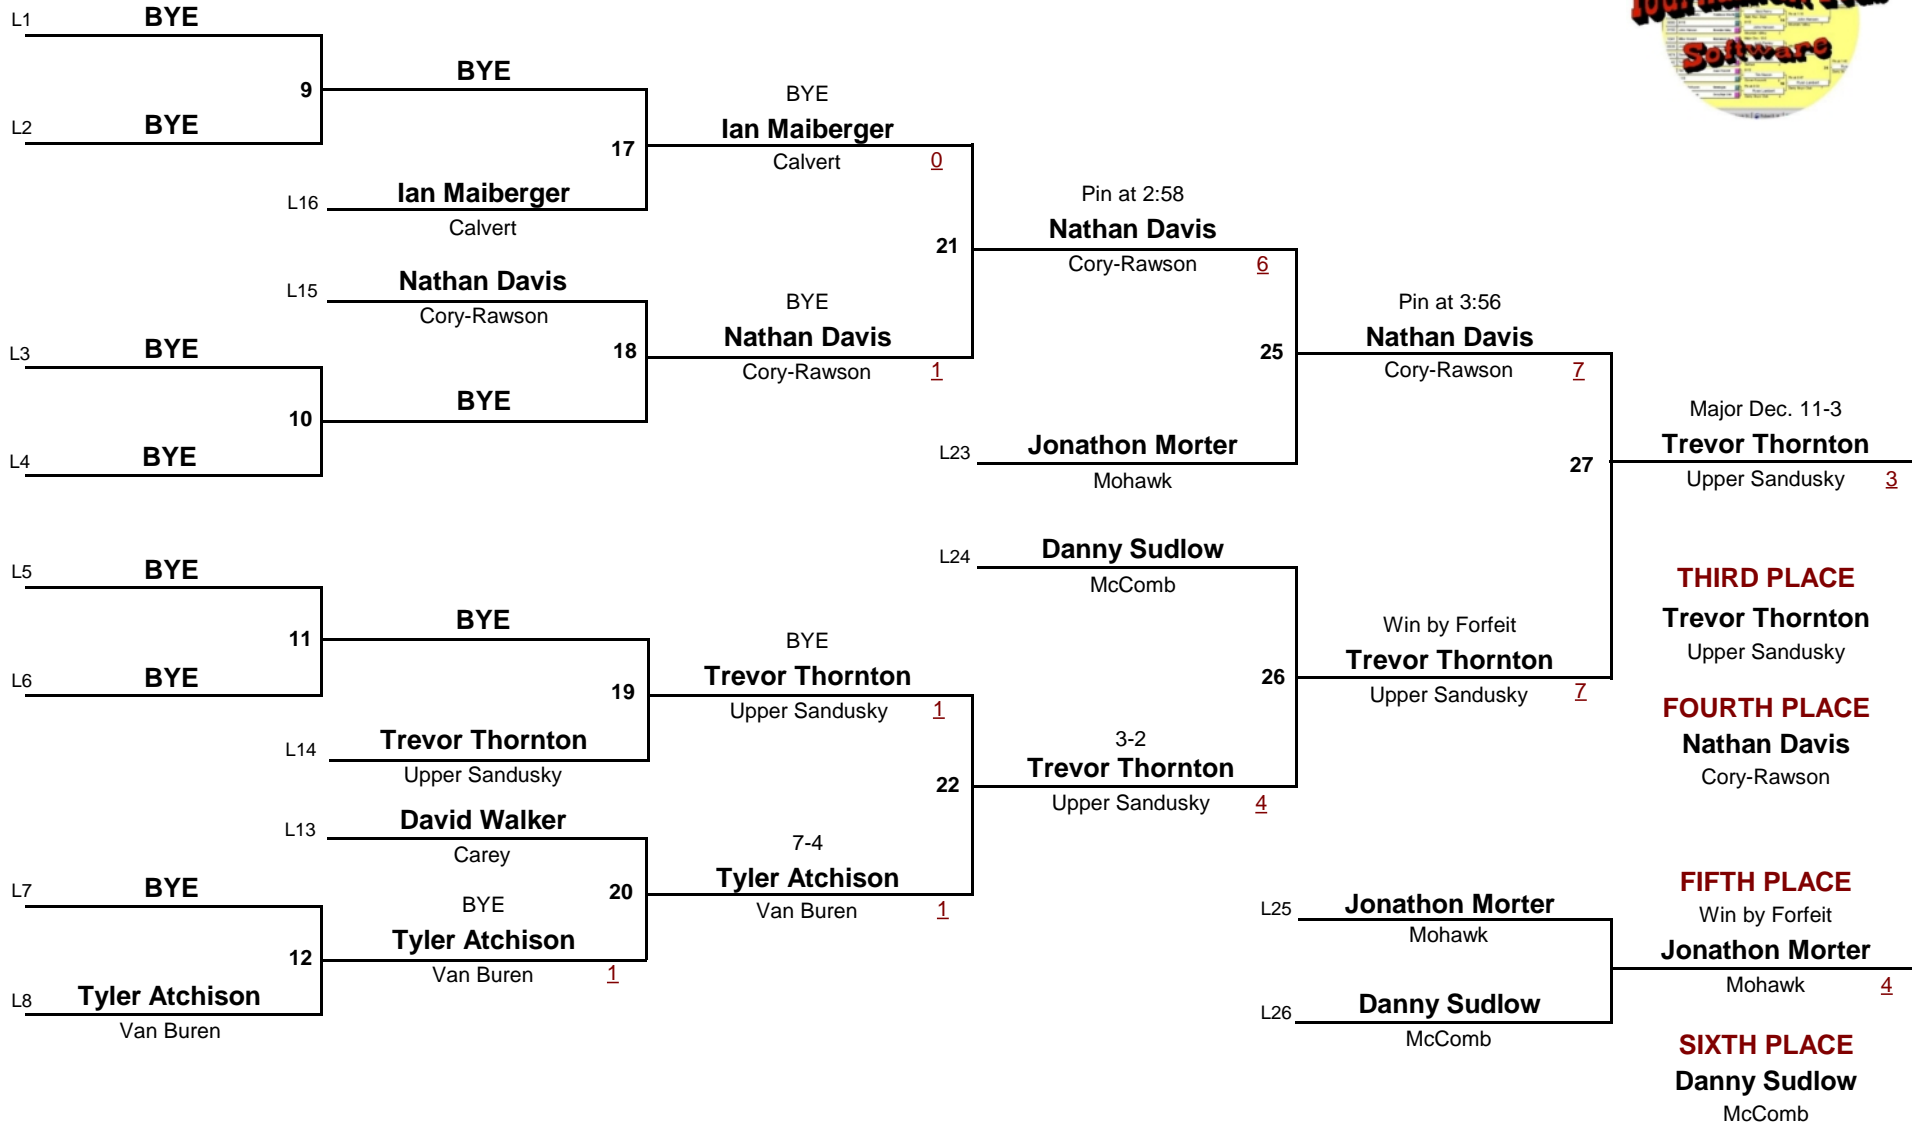 L1 BYE
9
L2 BYE
BYE
17
L16 Ian Maiberger
Calvert
BYE
Ian Maiberger
Calvert 0
21
L15 Nathan Davis
Cory-Rawson
L3 BYE
10
L4 BYE
BYE
18
BYE
Nathan Davis
Cory-Rawson 1
Pin at 2:58
Nathan Davis
Cory-Rawson 6
25
L23 Jonathon Morter
Mohawk
Pin at 3:56
Nathan Davis
Cory-Rawson 7
27
L5 BYE
11
L6 BYE
BYE
19
L14 Trevor Thornton
Upper Sandusky
BYE
Trevor Thornton
Upper Sandusky 1
22
L13 David Walker
Carey
20
L7 BYE
12
L8 Tyler Atchison
Van Buren
BYE
Tyler Atchison
Van Buren 1
7-4
Tyler Atchison
Van Buren 1
L24 Danny Sudlow
McComb
26
3-2
Trevor Thornton
Upper Sandusky 4
Win by Forfeit
Trevor Thornton
Upper Sandusky 7
Major Dec. 11-3
Trevor Thornton
Upper Sandusky 3
THIRD PLACE
Trevor Thornton
Upper Sandusky
FOURTH PLACE
Nathan Davis
Cory-Rawson
L25 Jonathon Morter
Mohawk
L26 Danny Sudlow
McComb
FIFTH PLACE
Win by Forfeit
Jonathon Morter
Mohawk 4
SIXTH PLACE
Danny Sudlow
McComb
Software